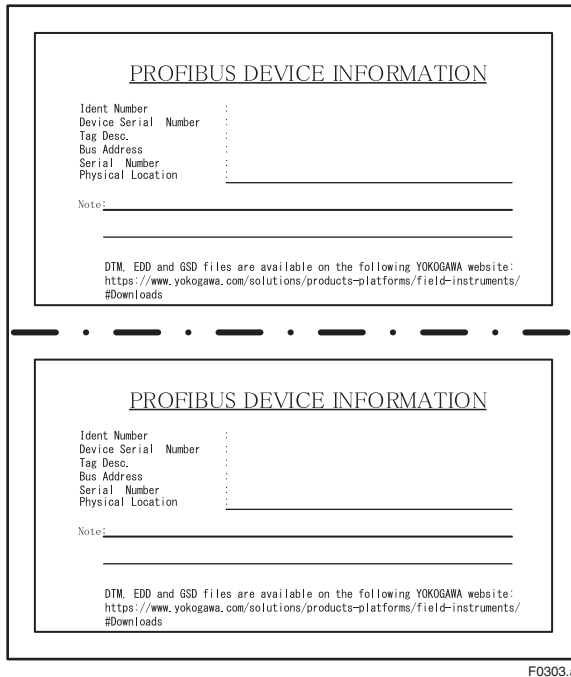 PROFIBUS DEVICE INFORMATION
Ident Number :
Device Serial Number :
Tag Desc. :
Bus Address :
Serial Number :
Physical Location :
Note:
DTM, EDD and GSD files are available on the following YOKOGAWA website:
https://www.yokogawa.com/solutions/products-platforms/field-instruments/
#Downloads
PROFIBUS DEVICE INFORMATION
Ident Number :
Device Serial Number :
Tag Desc. :
Bus Address :
Serial Number :
Physical Location :
Note:
DTM, EDD and GSD files are available on the following YOKOGAWA website:
https://www.yokogawa.com/solutions/products-platforms/field-instruments/
#Downloads